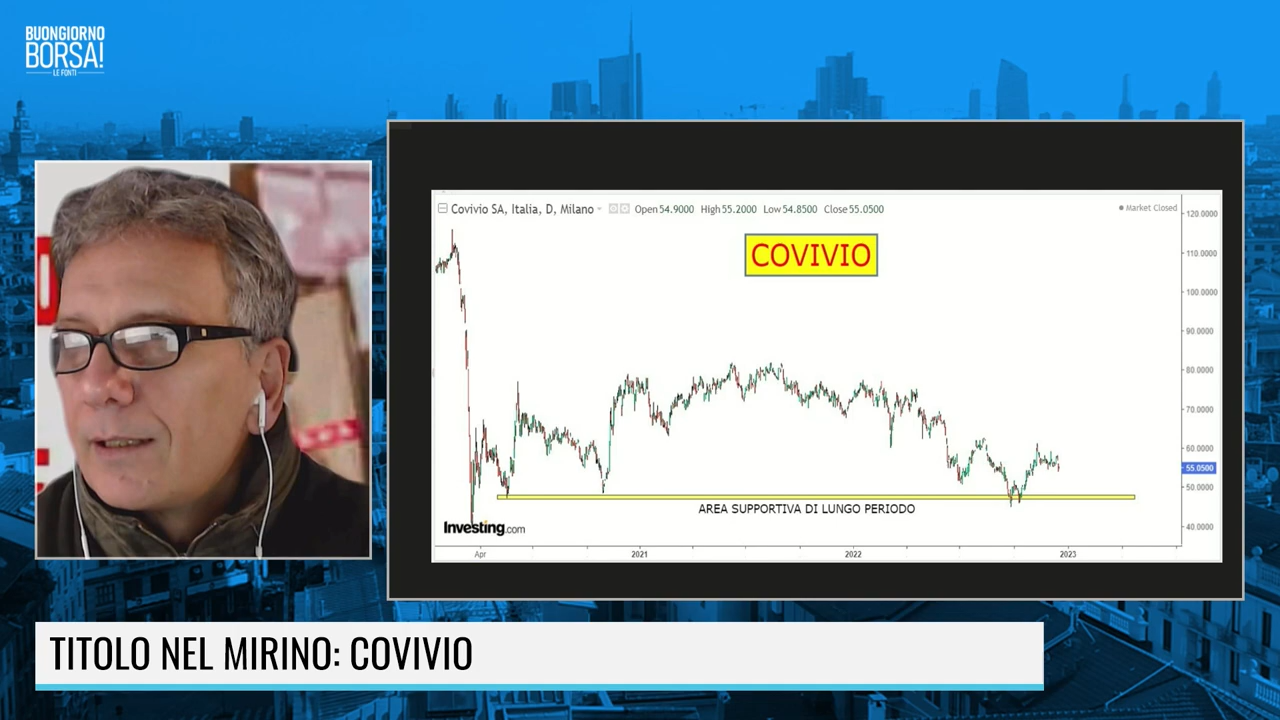 BUONGIORNO
BORSA!
LE FONTI
Covivio SA, Italia, D, Milano Open 54.9000 High 55.2000 Low 54.8500 Close 55.0500
Market Closed
COVIVIO
120.0000
110.0000
100.0000
90.0000
80.0000
70.0000
60.0000
55.0500
50.0000
40.0000
AREA SUPPORTIVA DI LUNGO PERIODO
Investing.com
Apr 2021 2022 2023
TITOLO NEL MIRINO: COVIVIO